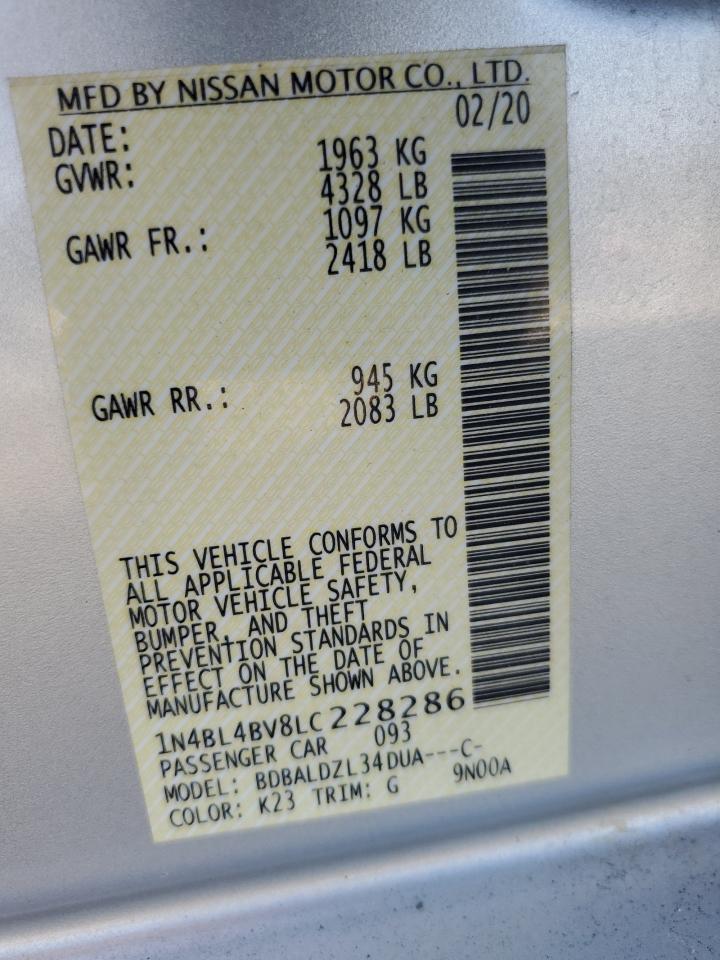 MFD BY NISSAN MOTOR CO., LTD.
DATE: 02/20
GVWR: 1963 KG
4328 LB
GAWR FR.: 1097 KG
2418 LB
GAWR RR.: 945 KG
2083 LB
THIS VEHICLE CONFORMS TO
ALL APPLICABLE FEDERAL
MOTOR VEHICLE SAFETY,
BUMPER, AND THEFT
PREVENTION STANDARDS IN
EFFECT ON THE DATE OF
MANUFACTURE SHOWN ABOVE.
1N4BL4BV8LC228286
PASSENGER CAR 093
MODEL: BDBALDZL34DUA---C-
COLOR: K23 TRIM: G 9N00A